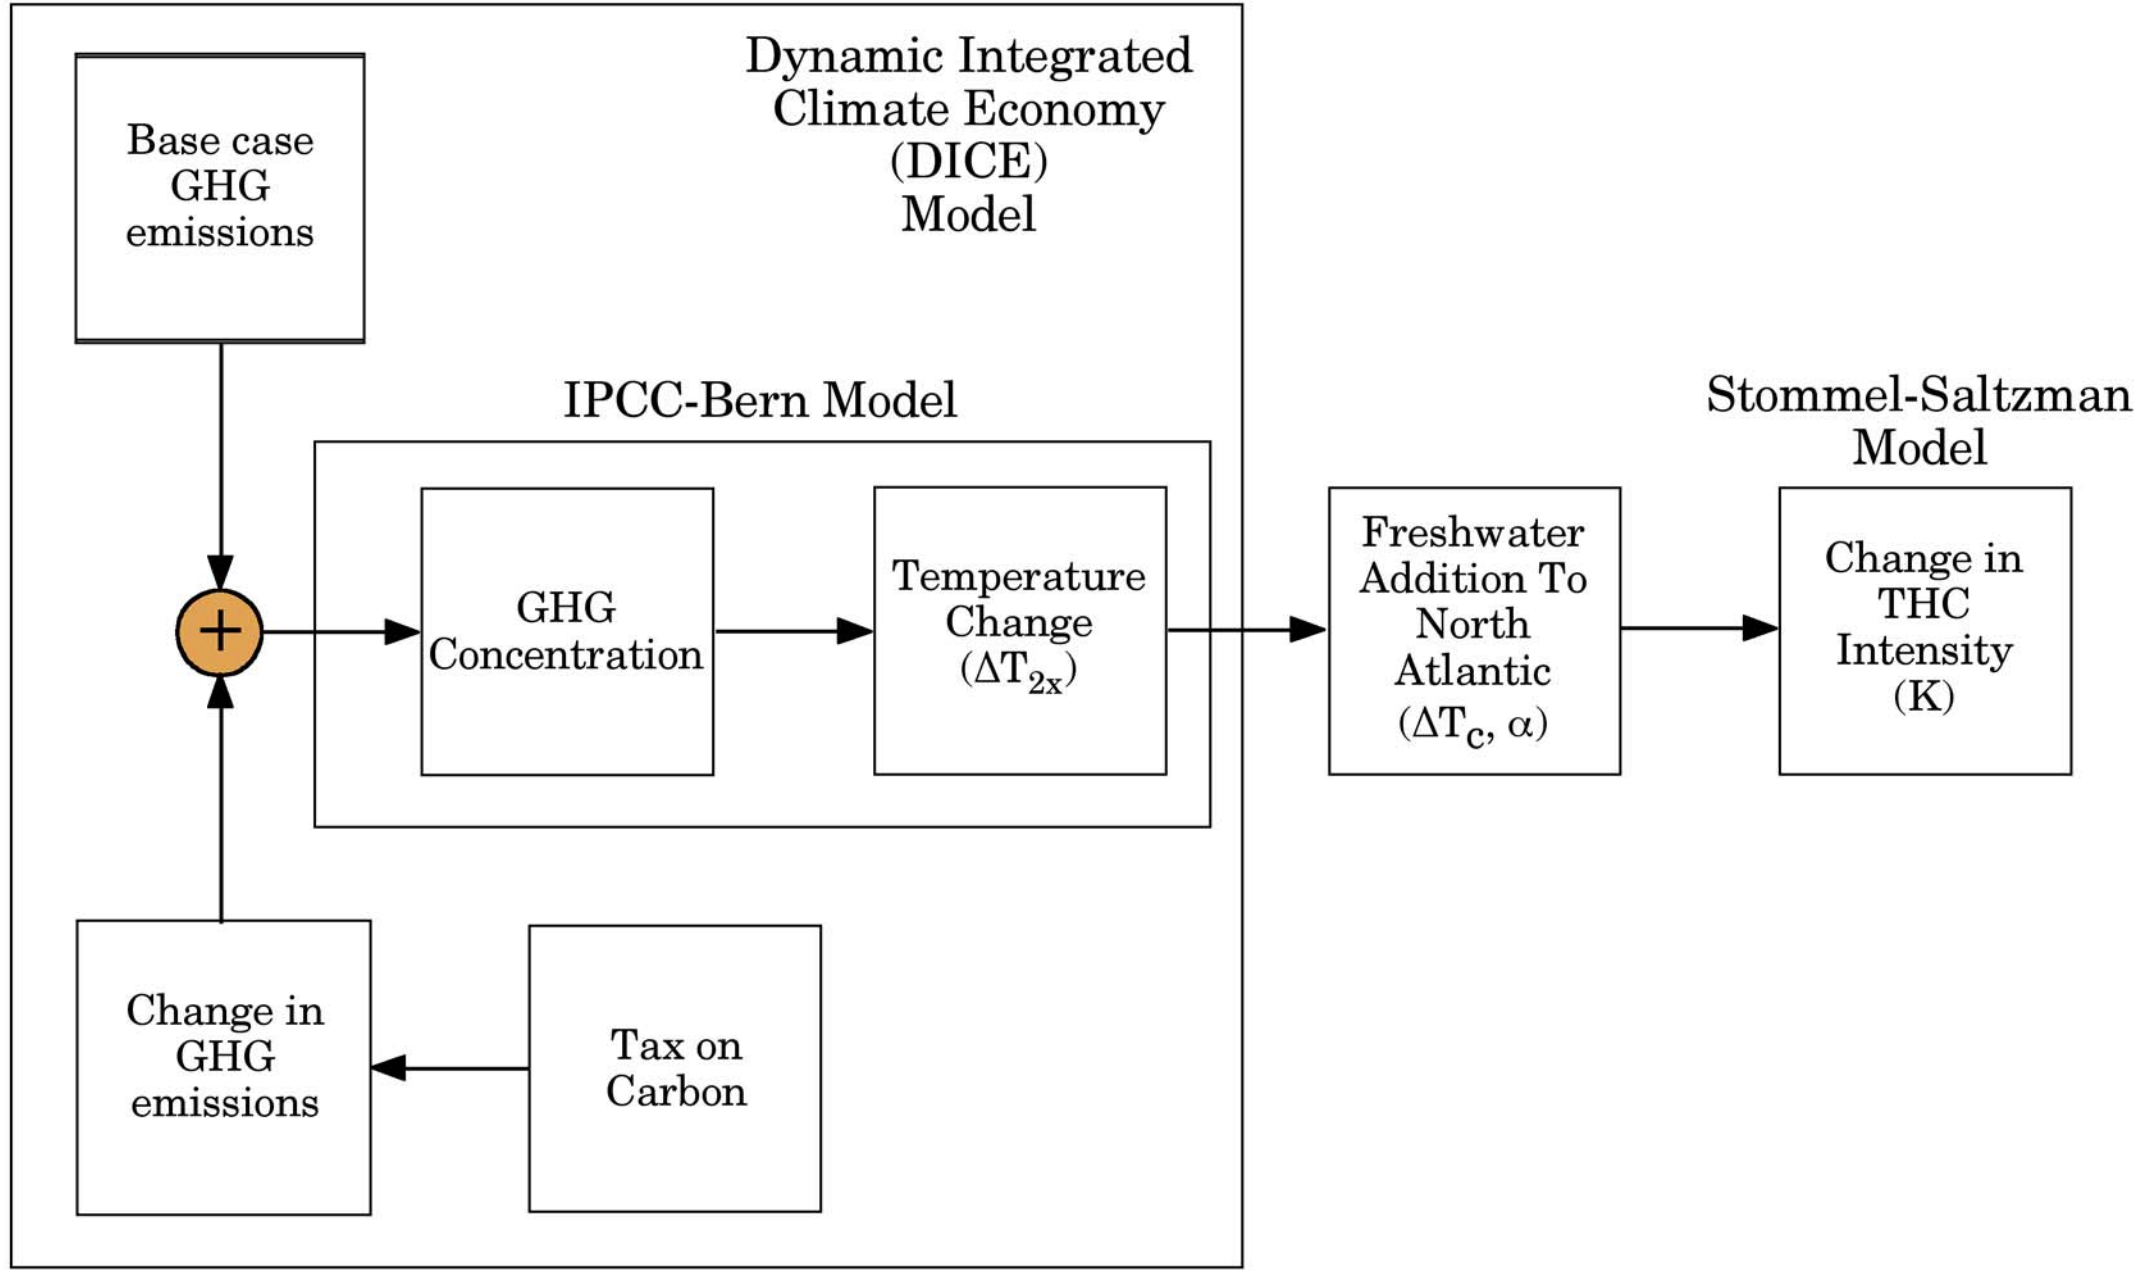 Dynamic Integrated
Climate Economy
(DICE)
Model
Base case
GHG
emissions
IPCC-Bern Model
Stommel-Saltzman
Model
+
GHG
Concentration
Temperature
Change
(ΔT₂ₓ)
Freshwater
Addition To
North
Atlantic
(ΔT_c, α)
Change in
THC
Intensity
(K)
Change in
GHG
emissions
Tax on
Carbon